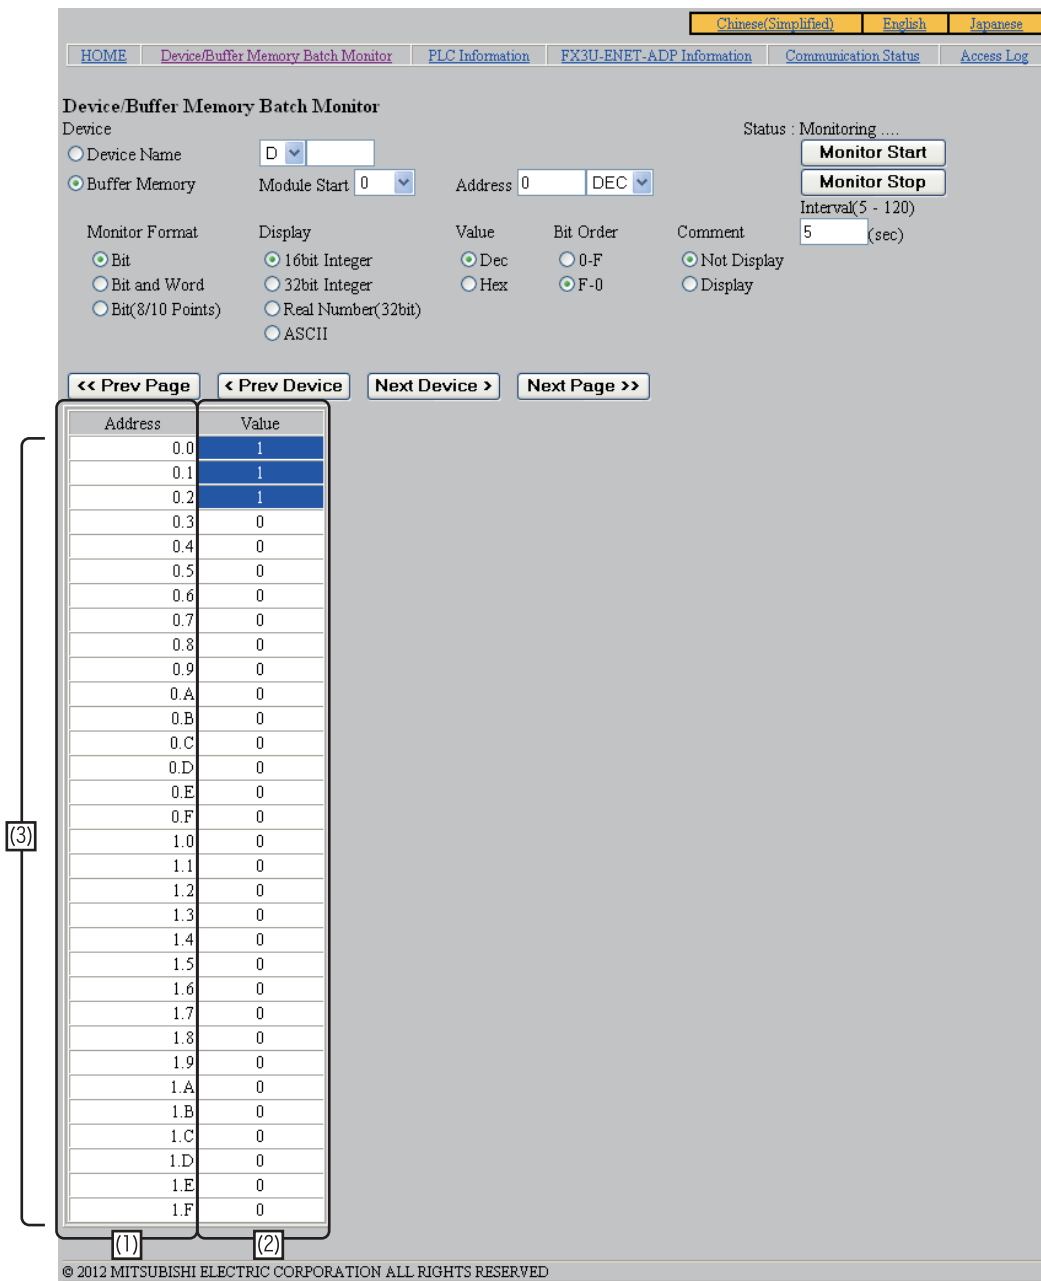 Chinese(Simplified) English Japanese
HOME Device/Buffer Memory Batch Monitor PLC Information FX3U-ENET-ADP Information Communication Status Access Log
Device/Buffer Memory Batch Monitor
Device Status : Monitoring ....
Device Name D Monitor Start
Buffer Memory Module Start 0 Address 0 DEC Monitor Stop
Interval(5 - 120)
Monitor Format Display Value Bit Order Comment 5 (sec)
Bit 16bit Integer Dec 0-F Not Display
Bit and Word 32bit Integer Hex F-0 Display
Bit(8/10 Points) Real Number(32bit)
ASCII
<< Prev Page < Prev Device Next Device > Next Page >>
Address Value
0.0 1
0.1 1
0.2 1
0.3 0
0.4 0
0.5 0
0.6 0
0.7 0
0.8 0
0.9 0
0.A 0
0.B 0
0.C 0
0.D 0
0.E 0
0.F 0
(3)
1.0 0
1.1 0
1.2 0
1.3 0
1.4 0
1.5 0
1.6 0
1.7 0
1.8 0
1.9 0
1.A 0
1.B 0
1.C 0
1.D 0
1.E 0
1.F 0
(1) (2)
© 2012 MITSUBISHI ELECTRIC CORPORATION ALL RIGHTS RESERVED